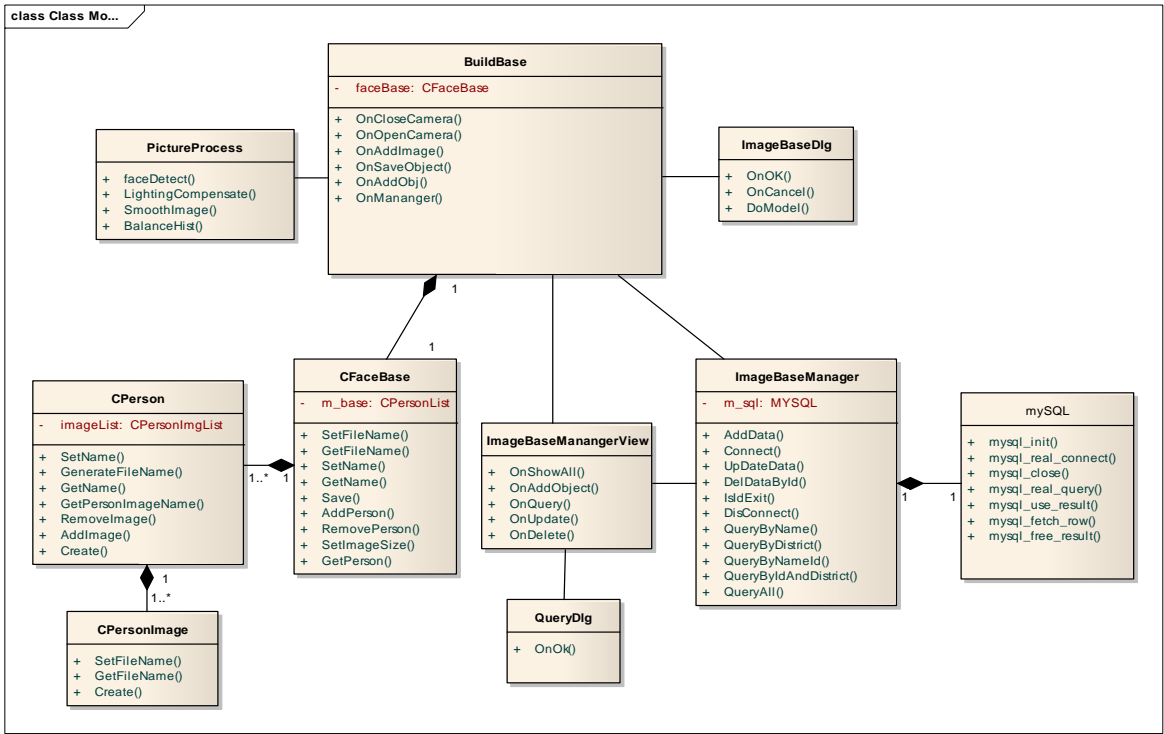 class Class Mo...
BuildBase
- faceBase: CFaceBase
+ OnCloseCamera()
+ OnOpenCamera()
+ OnAddImage()
+ OnSaveObject()
+ OnAddObj()
+ OnMananger()
PictureProcess
+ faceDetect()
+ LightingCompensate()
+ SmoothImage()
+ BalanceHist()
ImageBaseDlg
+ OnOK()
+ OnCancel()
+ DoModel()
1
1
CPerson
- imageList: CPersonImgList
+ SetName()
+ GenerateFileName()
+ GetName()
+ GetPersonImageName()
+ RemoveImage()
+ AddImage()
+ Create()
1..*
1
CFaceBase
- m_base: CPersonList
+ SetFileName()
+ GetFileName()
+ SetName()
+ GetName()
+ Save()
+ AddPerson()
+ RemovePerson()
+ SetImageSize()
+ GetPerson()
ImageBaseManangerView
+ OnShowAll()
+ OnAddObject()
+ OnQuery()
+ OnUpdate()
+ OnDelete()
ImageBaseManager
- m_sql: MYSQL
+ AddData()
+ Connect()
+ UpDateData()
+ DelDataById()
+ IsIdExit()
+ DisConnect()
+ QueryByName()
+ QueryByDistrict()
+ QueryByNameId()
+ QueryByIdAndDistrict()
+ QueryAll()
1
1
mySQL
+ mysql_init()
+ mysql_real_connect()
+ mysql_close()
+ mysql_real_query()
+ mysql_use_result()
+ mysql_fetch_row()
+ mysql_free_result()
1
1..*
CPersonImage
+ SetFileName()
+ GetFileName()
+ Create()
QueryDlg
+ OnOk()